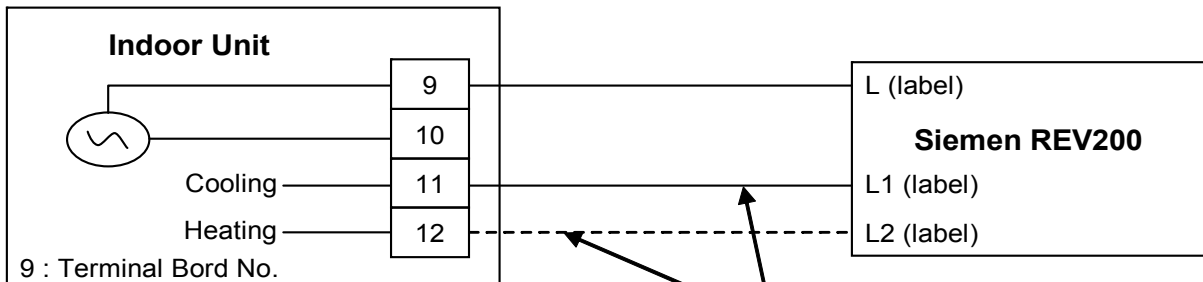 Indoor Unit
9
L (label)
10
Siemen REV200
Cooling
11
L1 (label)
Heating
12
L2 (label)
9 : Terminal Bord No.